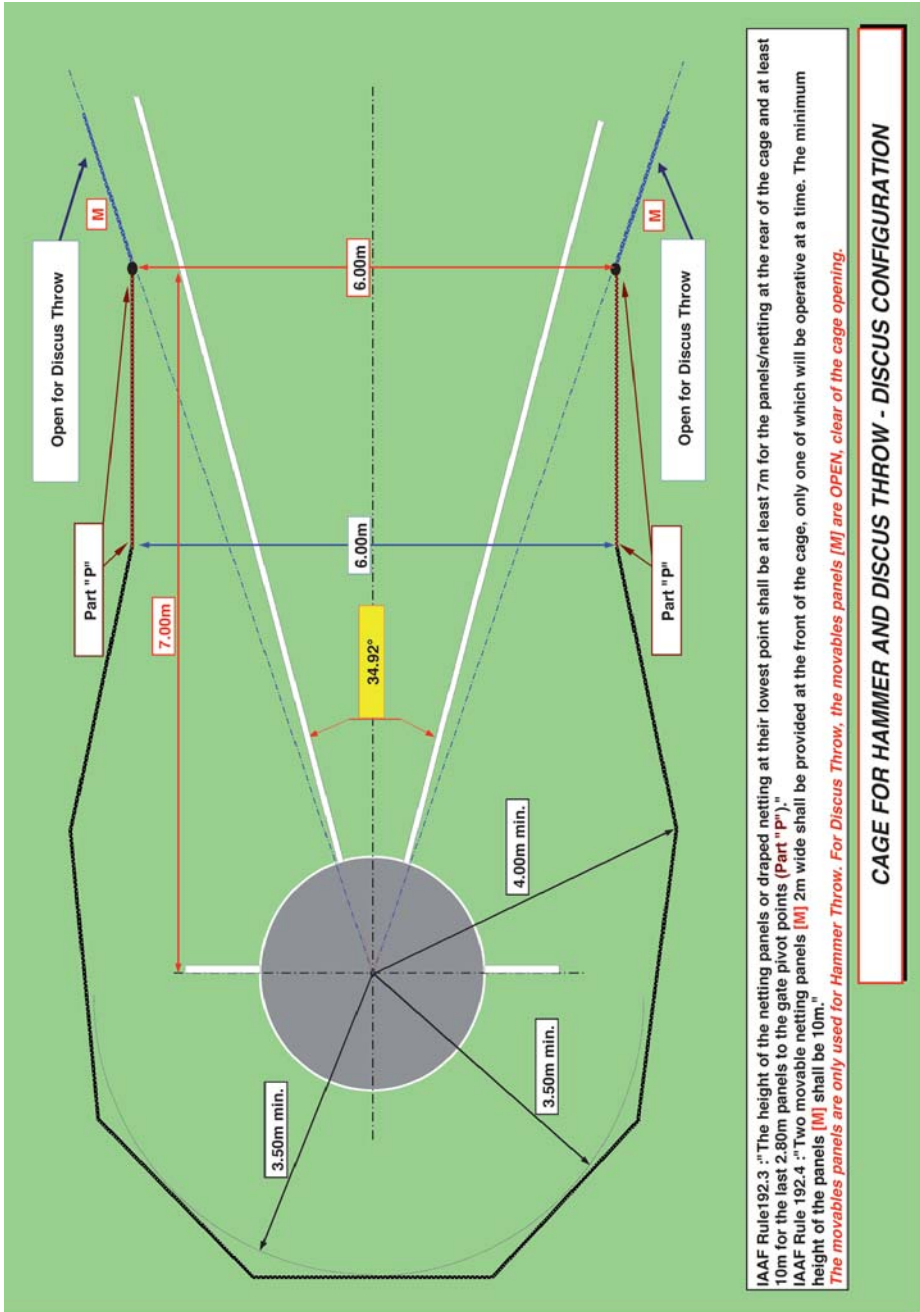 Open for Discus Throw
M
Part "P"
7.00m
6.00m
6.00m
34.92°
3.50m min.
4.00m min.
3.50m min.
Part "P"
M
Open for Discus Throw
IAAF Rule192.3 :"The height of the netting panels or draped netting at their lowest point shall be at least 7m for the panels/netting at the rear of the cage and at least
10m for the last 2.80m panels to the gate pivot points (Part "P")."
IAAF Rule 192.4 :"Two movable netting panels [M] 2m wide shall be provided at the front of the cage, only one of which will be operative at a time. The minimum
height of the panels [M] shall be 10m."
The movables panels are only used for Hammer Throw. For Discus Throw, the movables panels [M] are OPEN, clear of the cage opening.
CAGE FOR HAMMER AND DISCUS THROW - DISCUS CONFIGURATION